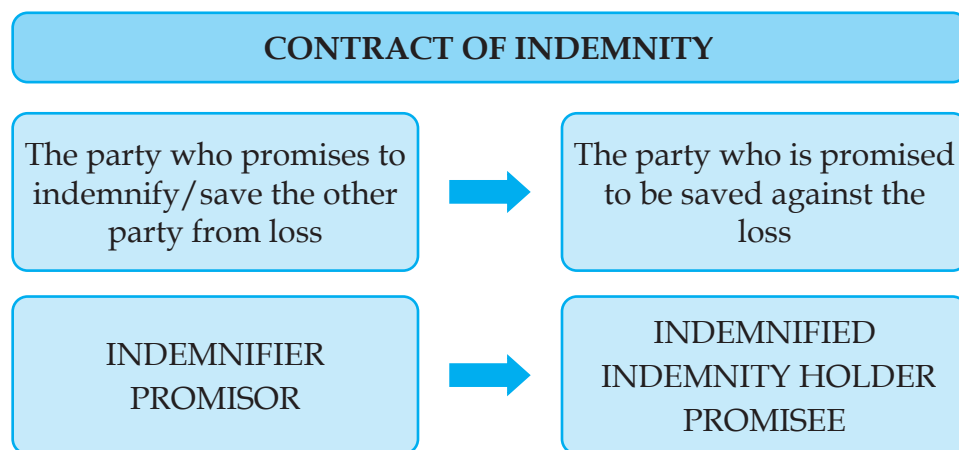 CONTRACT OF INDEMNITY
The party who promises to
indemnify/save the other
party from loss
The party who is promised
to be saved against the
loss
INDEMNIFIER
PROMISOR
INDEMNIFIED
INDEMNITY HOLDER
PROMISEE